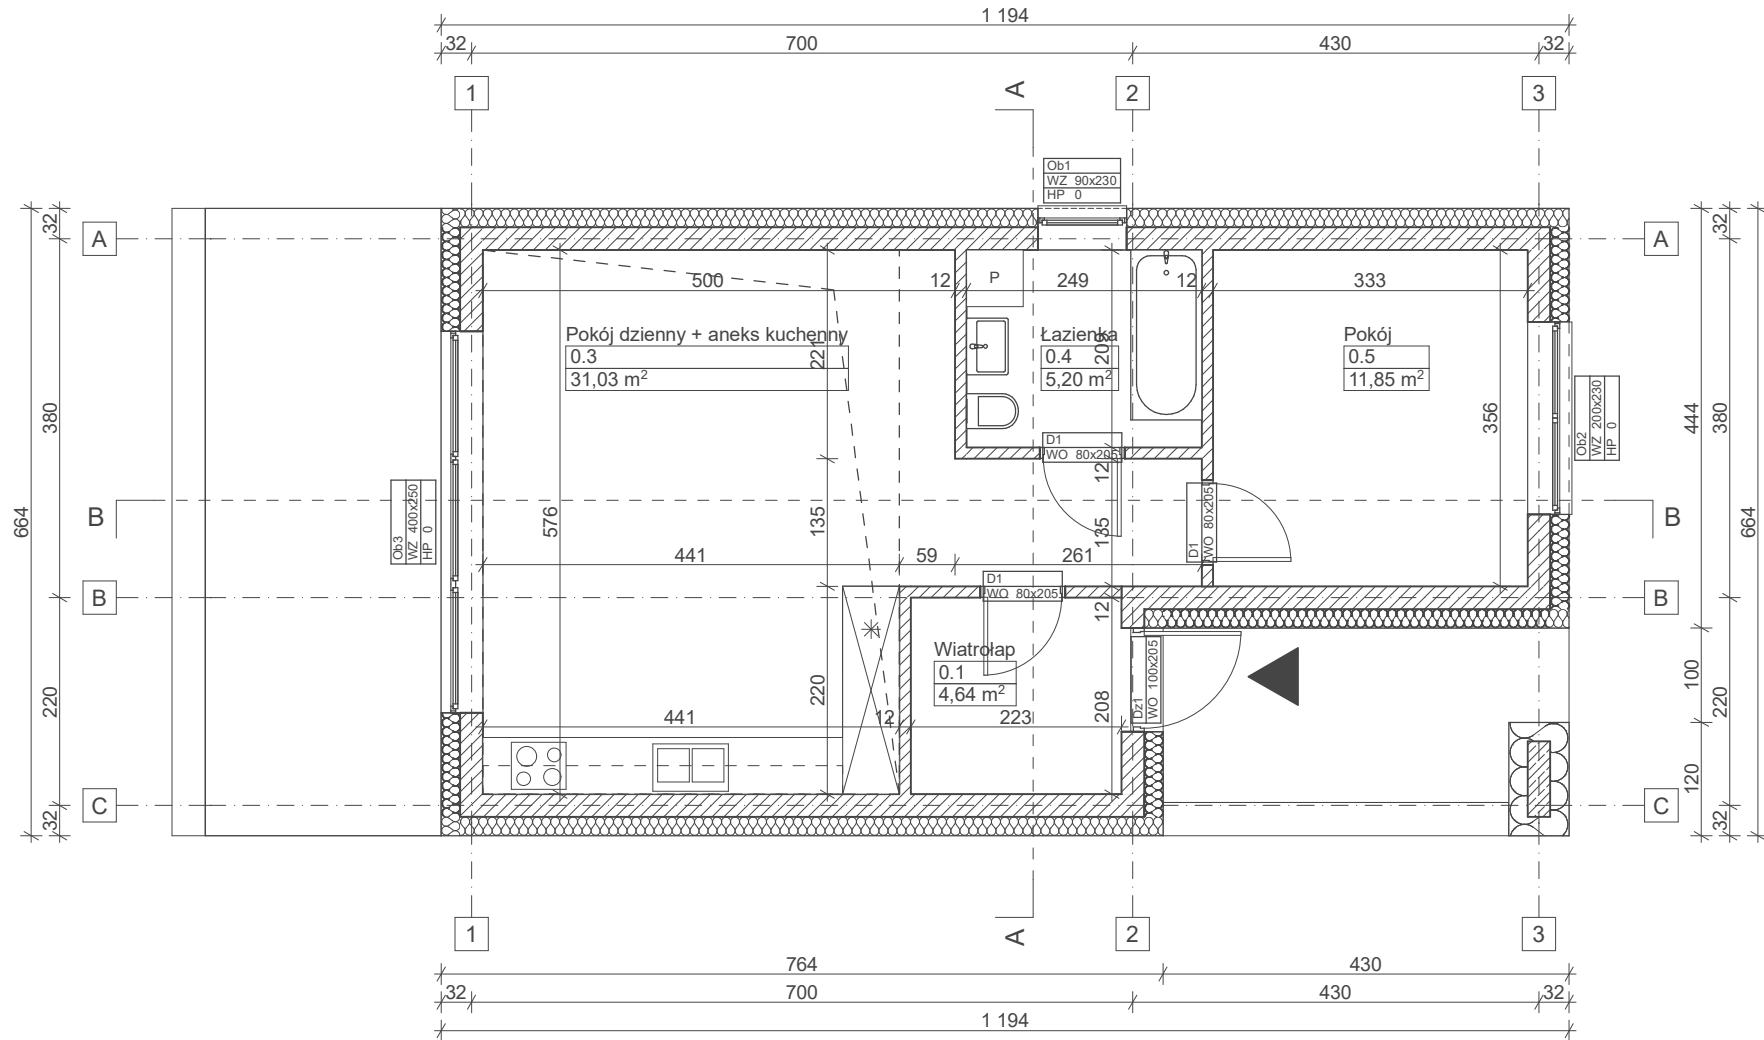 1 194
32
700
430
32
1
A
2
3
Ob1
WZ 90x230
HP 0
32
A
A
32
500
12
249
12
333
P
Pokój dzienny + aneks kuchenny
0.3
31,03 m²
221
Łazienka
0.4
5,20 m²
209
Pokój
0.5
11,85 m²
356
Ob2
WZ 200x230
HP 0
380
444
380
D1
WO 80x205
12
Ob3
WZ 400x250
HP 0
B
B
664
576
135
135
D1
WO 80x205
664
441
59
261
D1
WO 80x205
B
B
12
Wiatrołap
0.1
4,64 m²
220
220
208
Dz1
WO 100x205
100
220
441
12
223
120
C
C
32
32
1
A
2
3
764
430
32
700
430
32
1 194